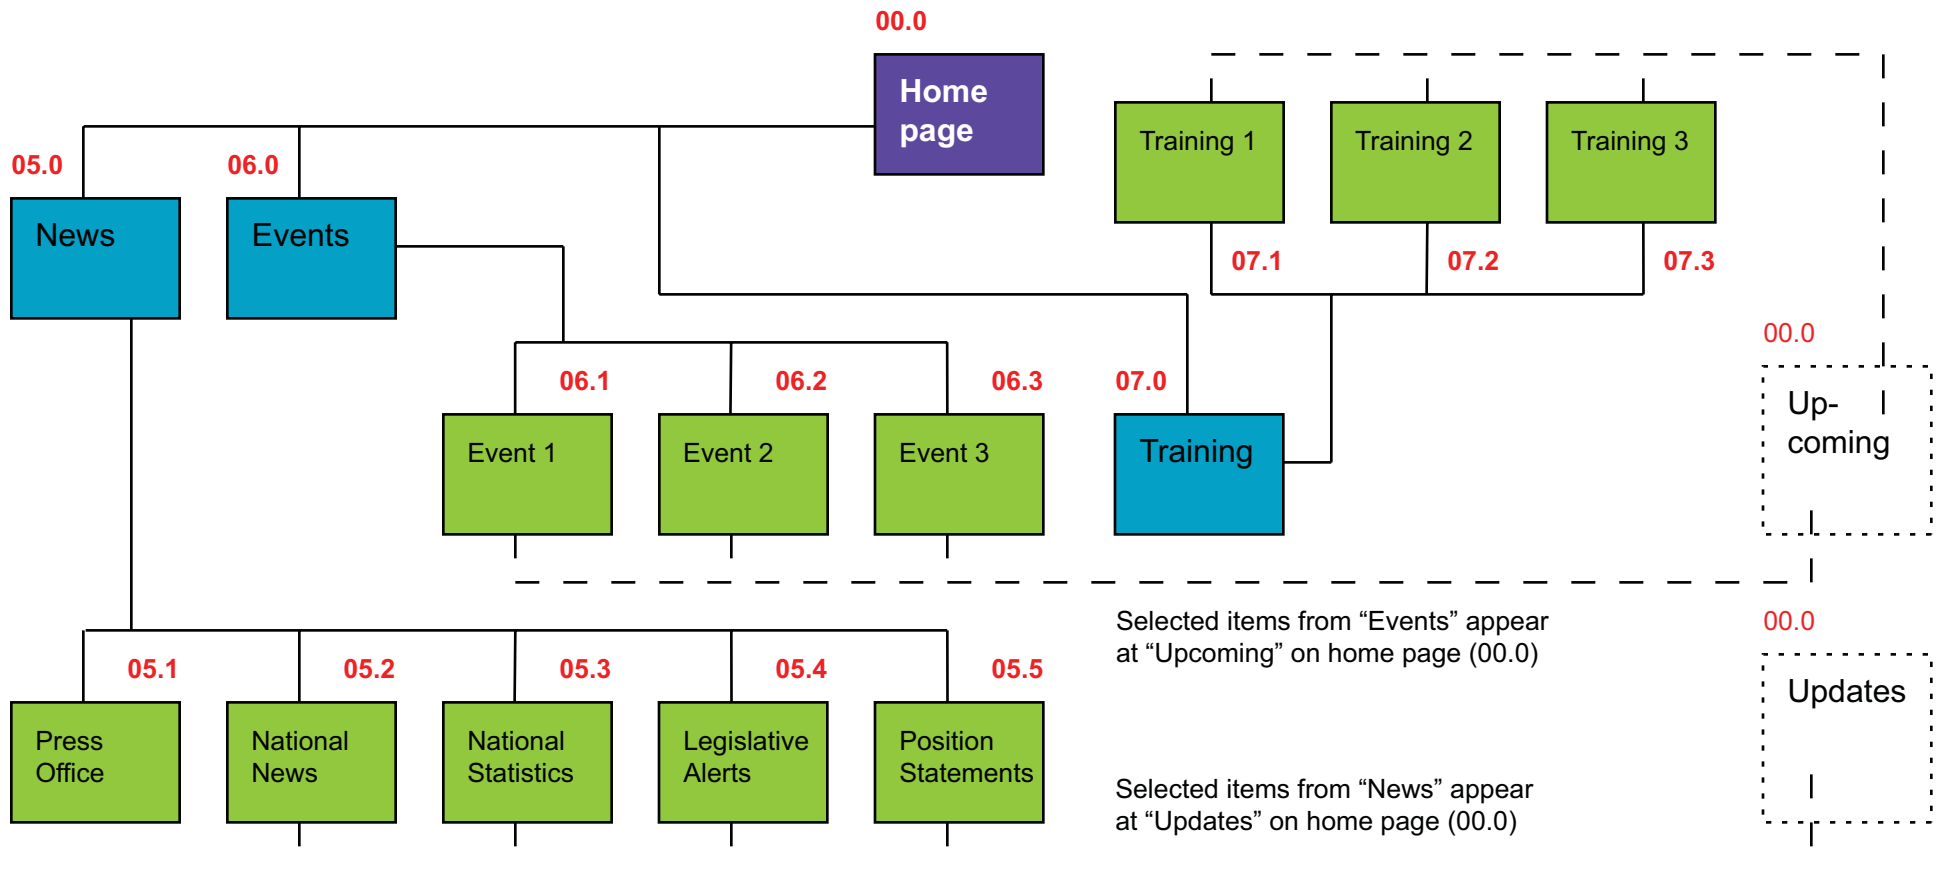 00.0
Home
page
Training 1
Training 2
Training 3
05.0
06.0
News
Events
07.1
07.2
07.3
00.0
06.1
06.2
06.3
07.0
Up-
coming
Event 1
Event 2
Event 3
Training
Selected items from “Events” appear
at “Upcoming” on home page (00.0)
00.0
05.1
05.2
05.3
05.4
05.5
Updates
Press
Office
National
News
National
Statistics
Legislative
Alerts
Position
Statements
Selected items from “News” appear
at “Updates” on home page (00.0)